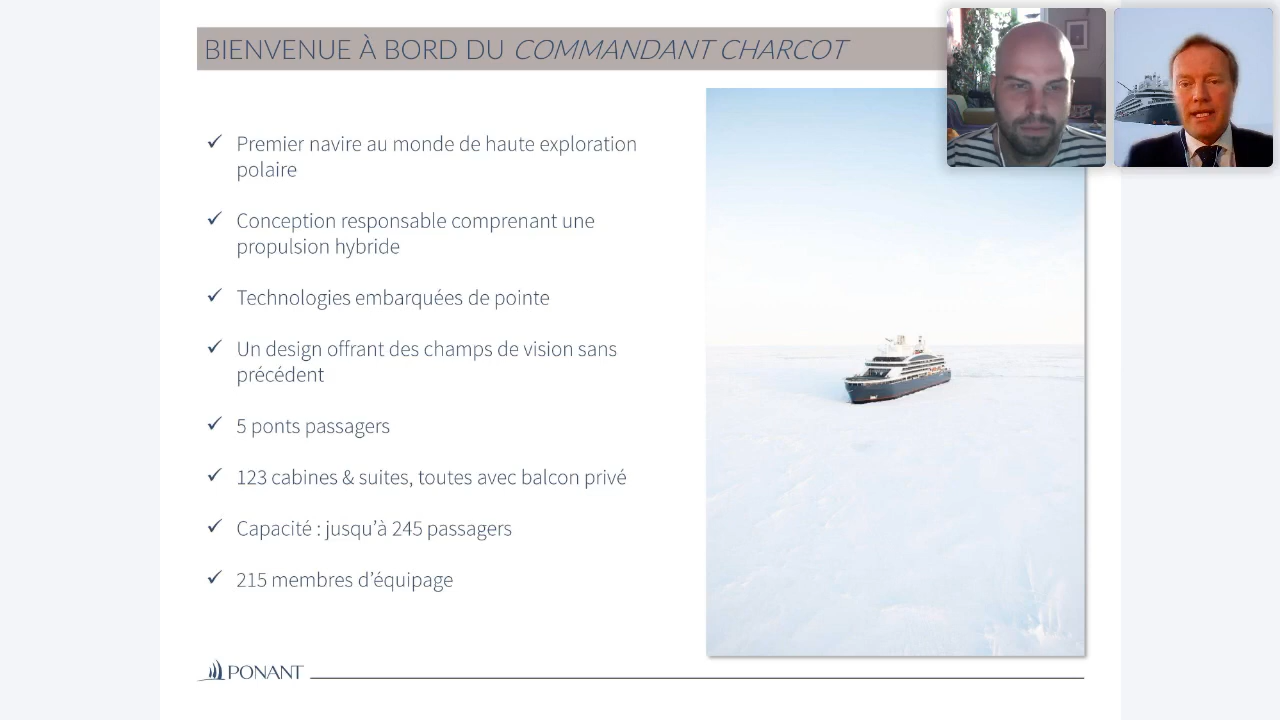 BIENVENUE À BORD DU COMMANDANT CHARCOT
✓ Premier navire au monde de haute exploration
polaire
✓ Conception responsable comprenant une
propulsion hybride
✓ Technologies embarquées de pointe
✓ Un design offrant des champs de vision sans
précédent
✓ 5 ponts passagers
✓ 123 cabines & suites, toutes avec balcon privé
✓ Capacité : jusqu’à 245 passagers
✓ 215 membres d’équipage
PONANT